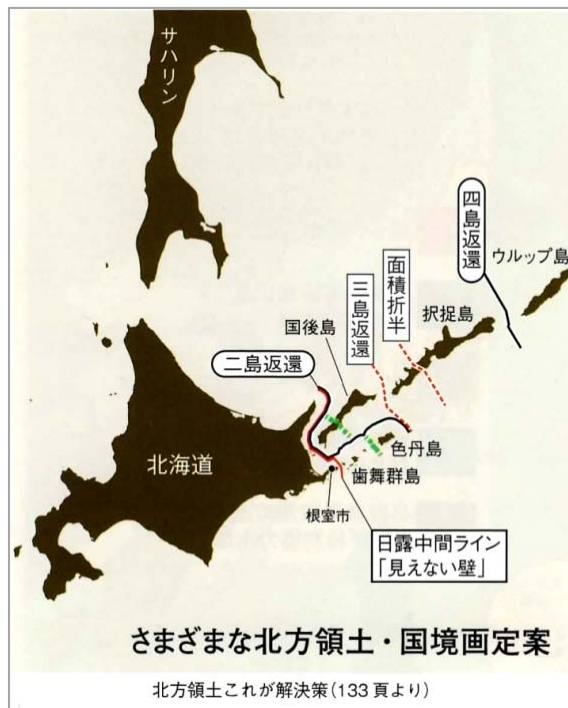 サハリン
四島返還
ウルップ島
面積折半
三島返還
択捉島
国後島
二島返還
北海道
色丹島
歯舞群島
根室市
日露中間ライン
「見えない壁」
さまざまな北方領土・国境画定案
北方領土これが解決策(133頁より)